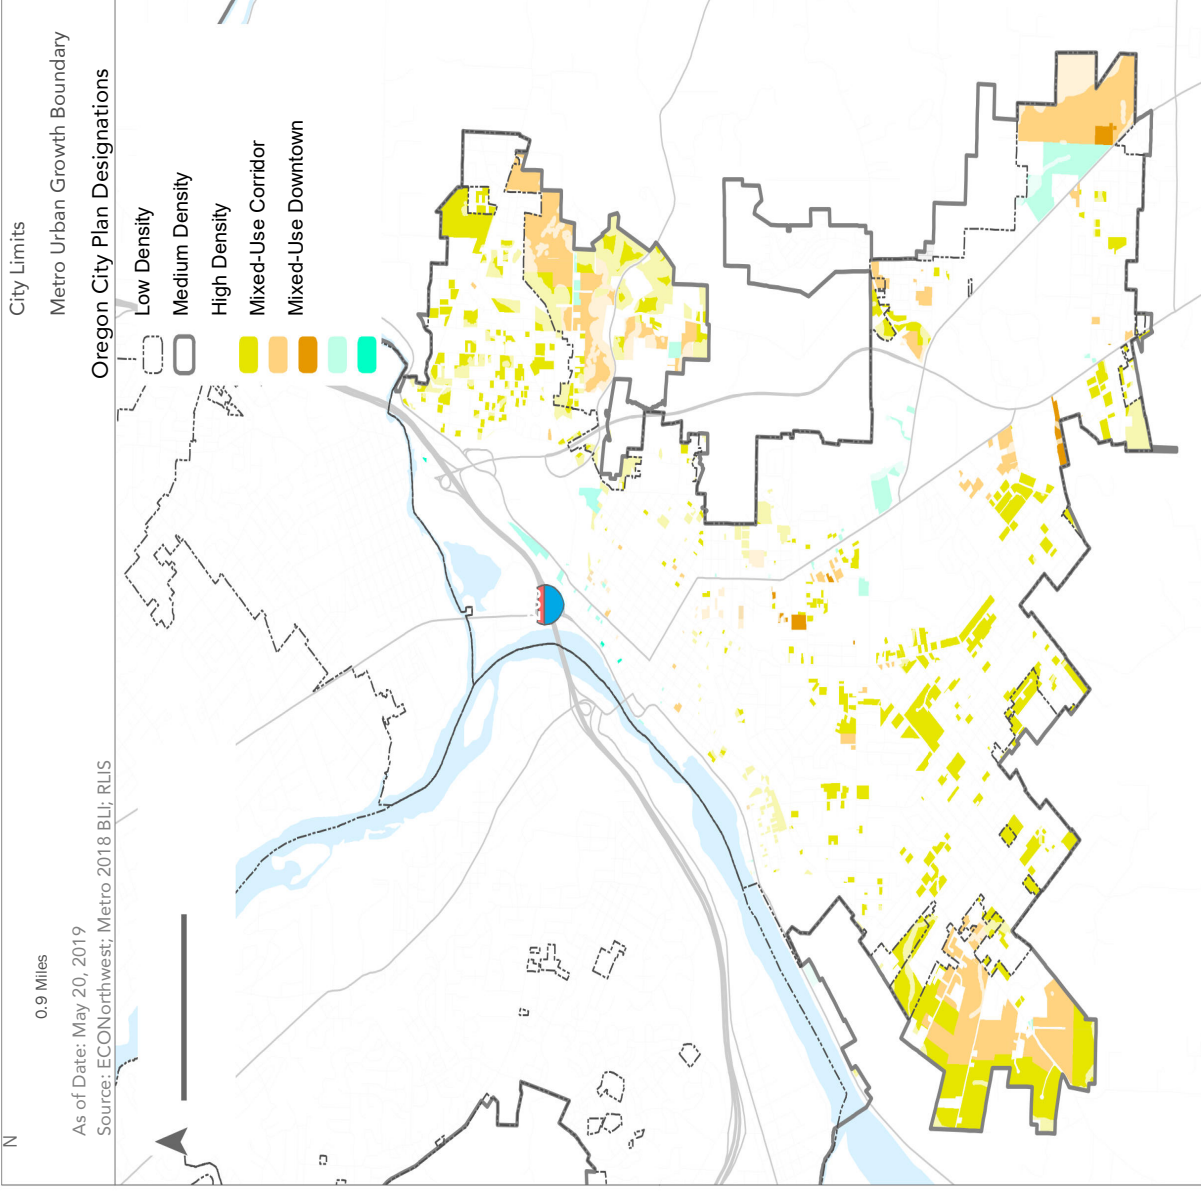 City Limits
Metro Urban Growth Boundary
Oregon City Plan Designations
Low Density
Medium Density
High Density
Mixed-Use Corridor
Mixed-Use Downtown
0.9 Miles
N
As of Date: May 20, 2019
Source: ECONorthwest; Metro 2018 BLI; RLIS